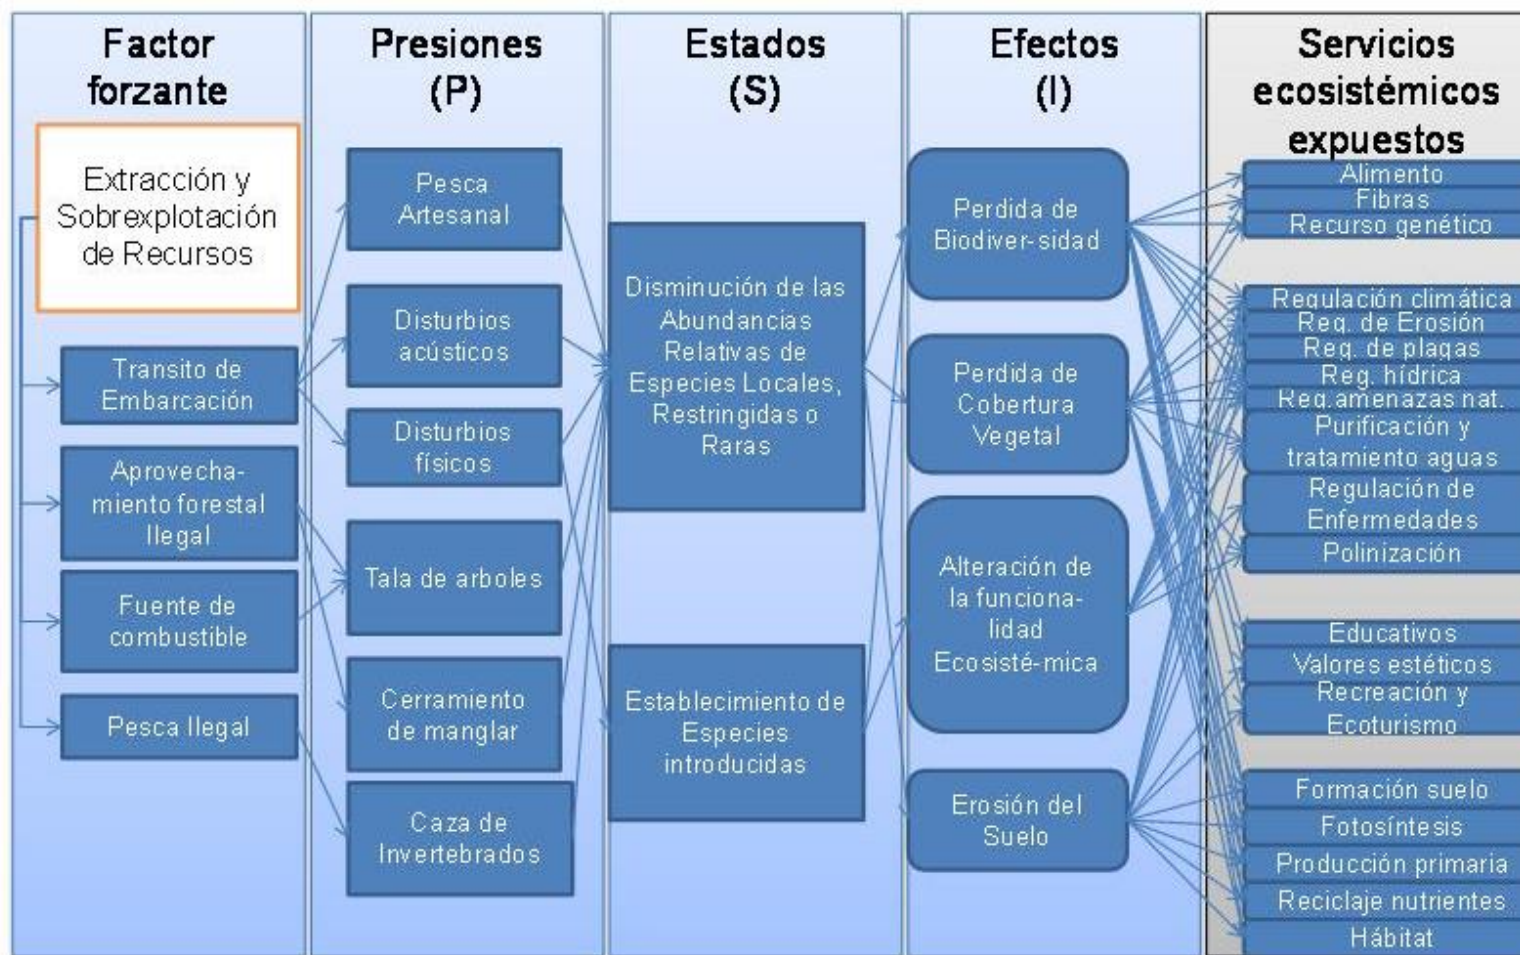 Factor
forzante
Extracción y
Sobrexplotación
de Recursos
Transito de
Embarcación
Aprovecha-
miento forestal
Ilegal
Fuente de
combustible
Pesca Ilegal
Presiones
(P)
Pesca
Artesanal
Disturbios
acústicos
Disturbios
físicos
Tala de arboles
Cerramiento
de manglar
Caza de
Invertebrados
Estados
(S)
Disminución de las
Abundancias
Relativas de
Especies Locales,
Restringidas o
Raras
Establecimiento de
Especies
introducidas
Efectos
(I)
Perdida de
Biodiver-sidad
Perdida de
Cobertura
Vegetal
Alteración de
la funciona-
lidad
Ecosisté-mica
Erosión del
Suelo
Servicios
ecosistémicos
expuestos
Alimento
Fibras
Recurso genético
Regulación climática
Reg. de Erosión
Reg. de plagas
Reg. hídrica
Reg.amenazas nat.
Purificación y
tratamiento aguas
Regulación de
Enfermedades
Polinización
Educativos
Valores estéticos
Recreación y
Ecoturismo
Formación suelo
Fotosíntesis
Producción primaria
Reciclaje nutrientes
Hábitat